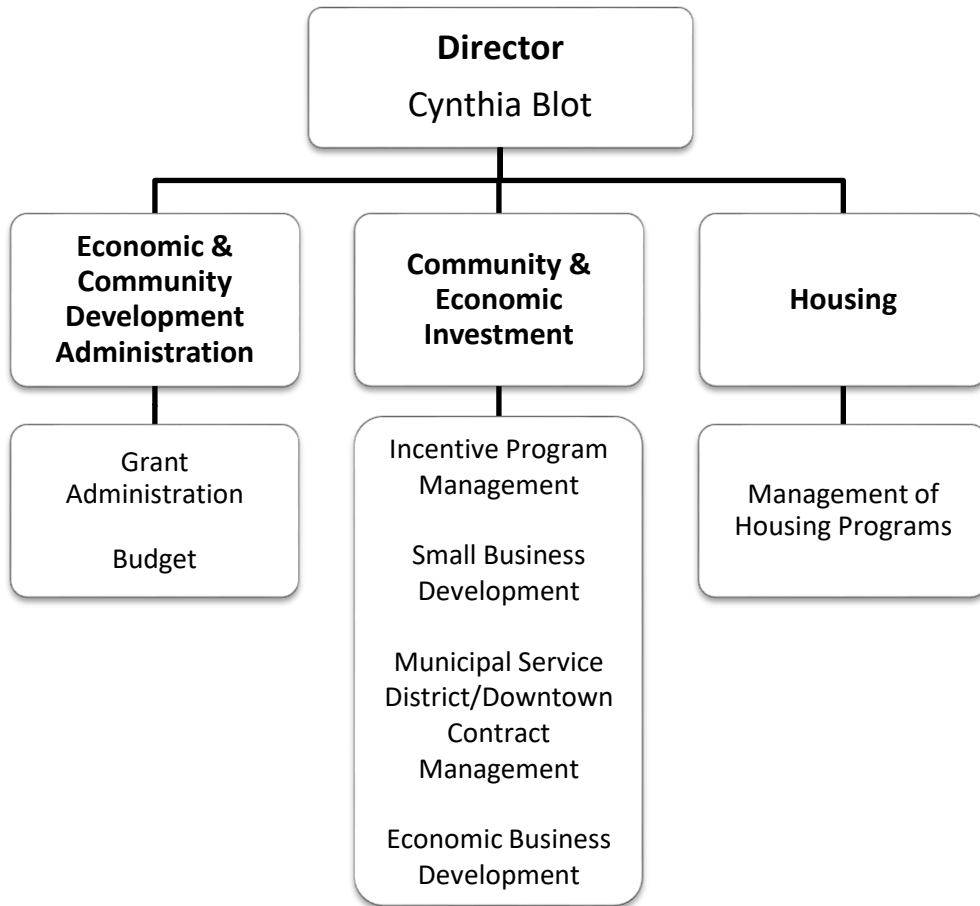 Director
Cynthia Blot
Economic &
Community
Development
Administration
Community &
Economic
Investment
Housing
Grant
Administration
Budget
Incentive Program
Management
Small Business
Development
Municipal Service
District/Downtown
Contract
Management
Economic Business
Development
Management of
Housing Programs